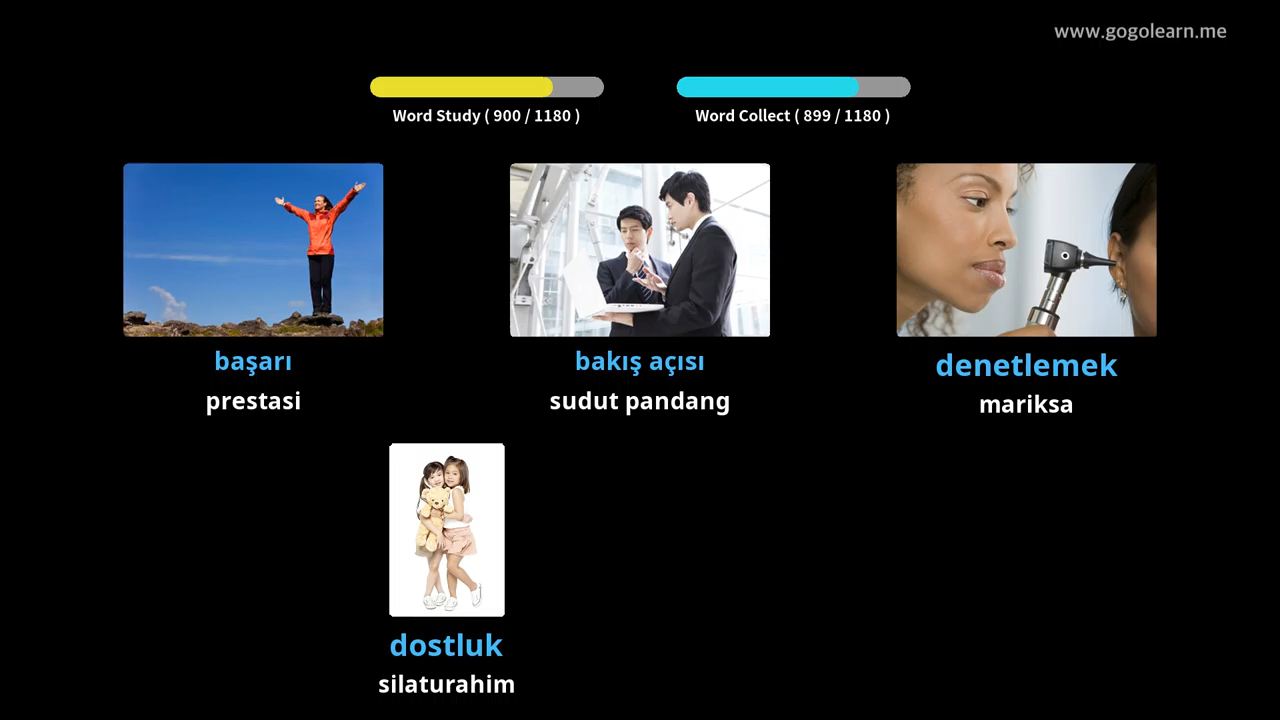 www.gogolearn.me
Word Study ( 900 / 1180 )
Word Collect ( 899 / 1180 )
başarı
prestasi
bakış açısı
sudut pandang
denetlemek
mariksa
dostluk
silaturahim